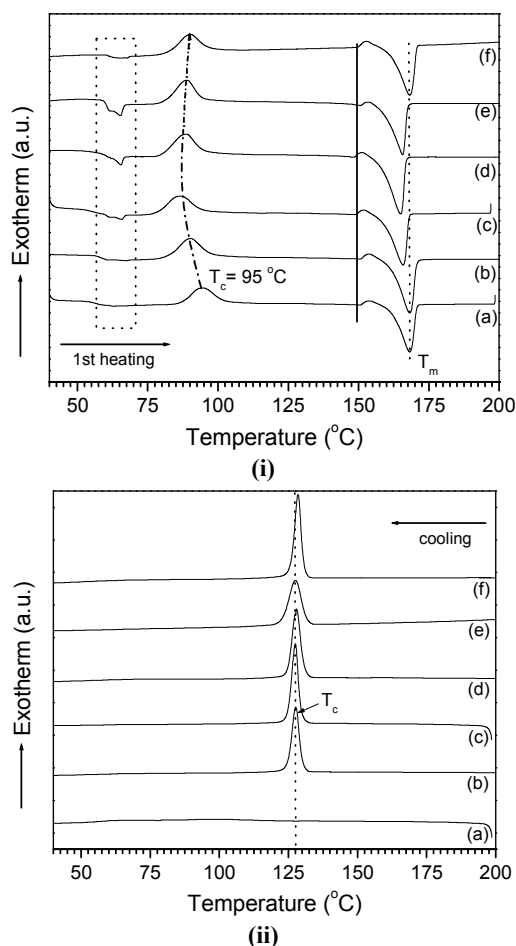 Exotherm (a.u.)
(f)
(e)
(d)
(c)
(b)
T_c = 95 °C
(a)
1st heating
T_m
50 75 100 125 150 175 200
Temperature (°C)
(i)
cooling
Exotherm (a.u.)
(f)
(e)
(d)
T_c
(c)
(b)
(a)
50 75 100 125 150 175 200
Temperature (°C)
(ii)